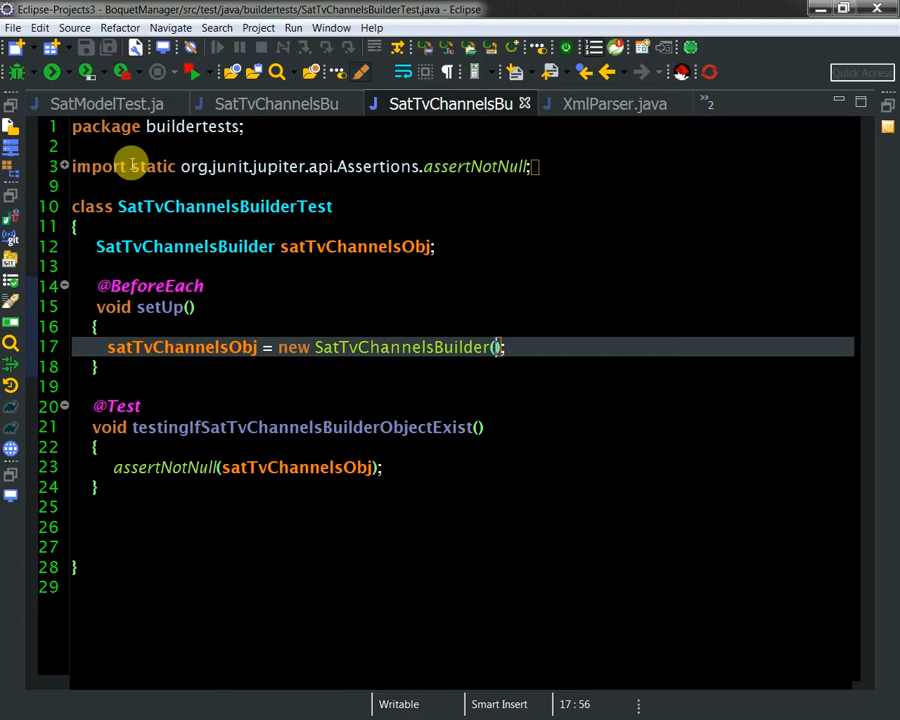 Eclipse-Projects3 - BoquetManager/src/test/java/buildertests/SatTvChannelsBuilderTest.java - Eclipse
File Edit Source Refactor Navigate Search Project Run Window Help
Quick Access
SatModelTest.ja SatTvChannelsBu SatTvChannelsBu XmlParser.java »2
1 package buildertests;
2
3 import static org.junit.jupiter.api.Assertions.assertNotNull;
9
10 class SatTvChannelsBuilderTest
11 {
12 SatTvChannelsBuilder satTvChannelsObj;
13
14 @BeforeEach
15 void setUp()
16 {
17 satTvChannelsObj = new SatTvChannelsBuilder();
18 }
19
20 @Test
21 void testingIfSatTvChannelsBuilderObjectExist()
22 {
23 assertNotNull(satTvChannelsObj);
24 }
25
26
27
28 }
29
Writable Smart Insert 17 : 56